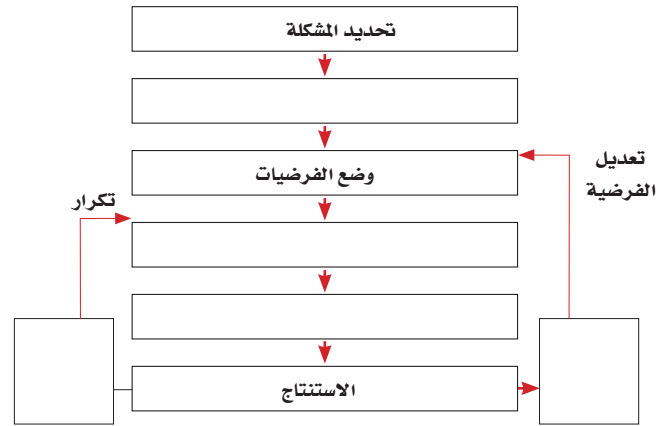 تحديد المشكلة
وضع الفرضيات
تعديل
الفرضية
تكرار
الاستنتاج